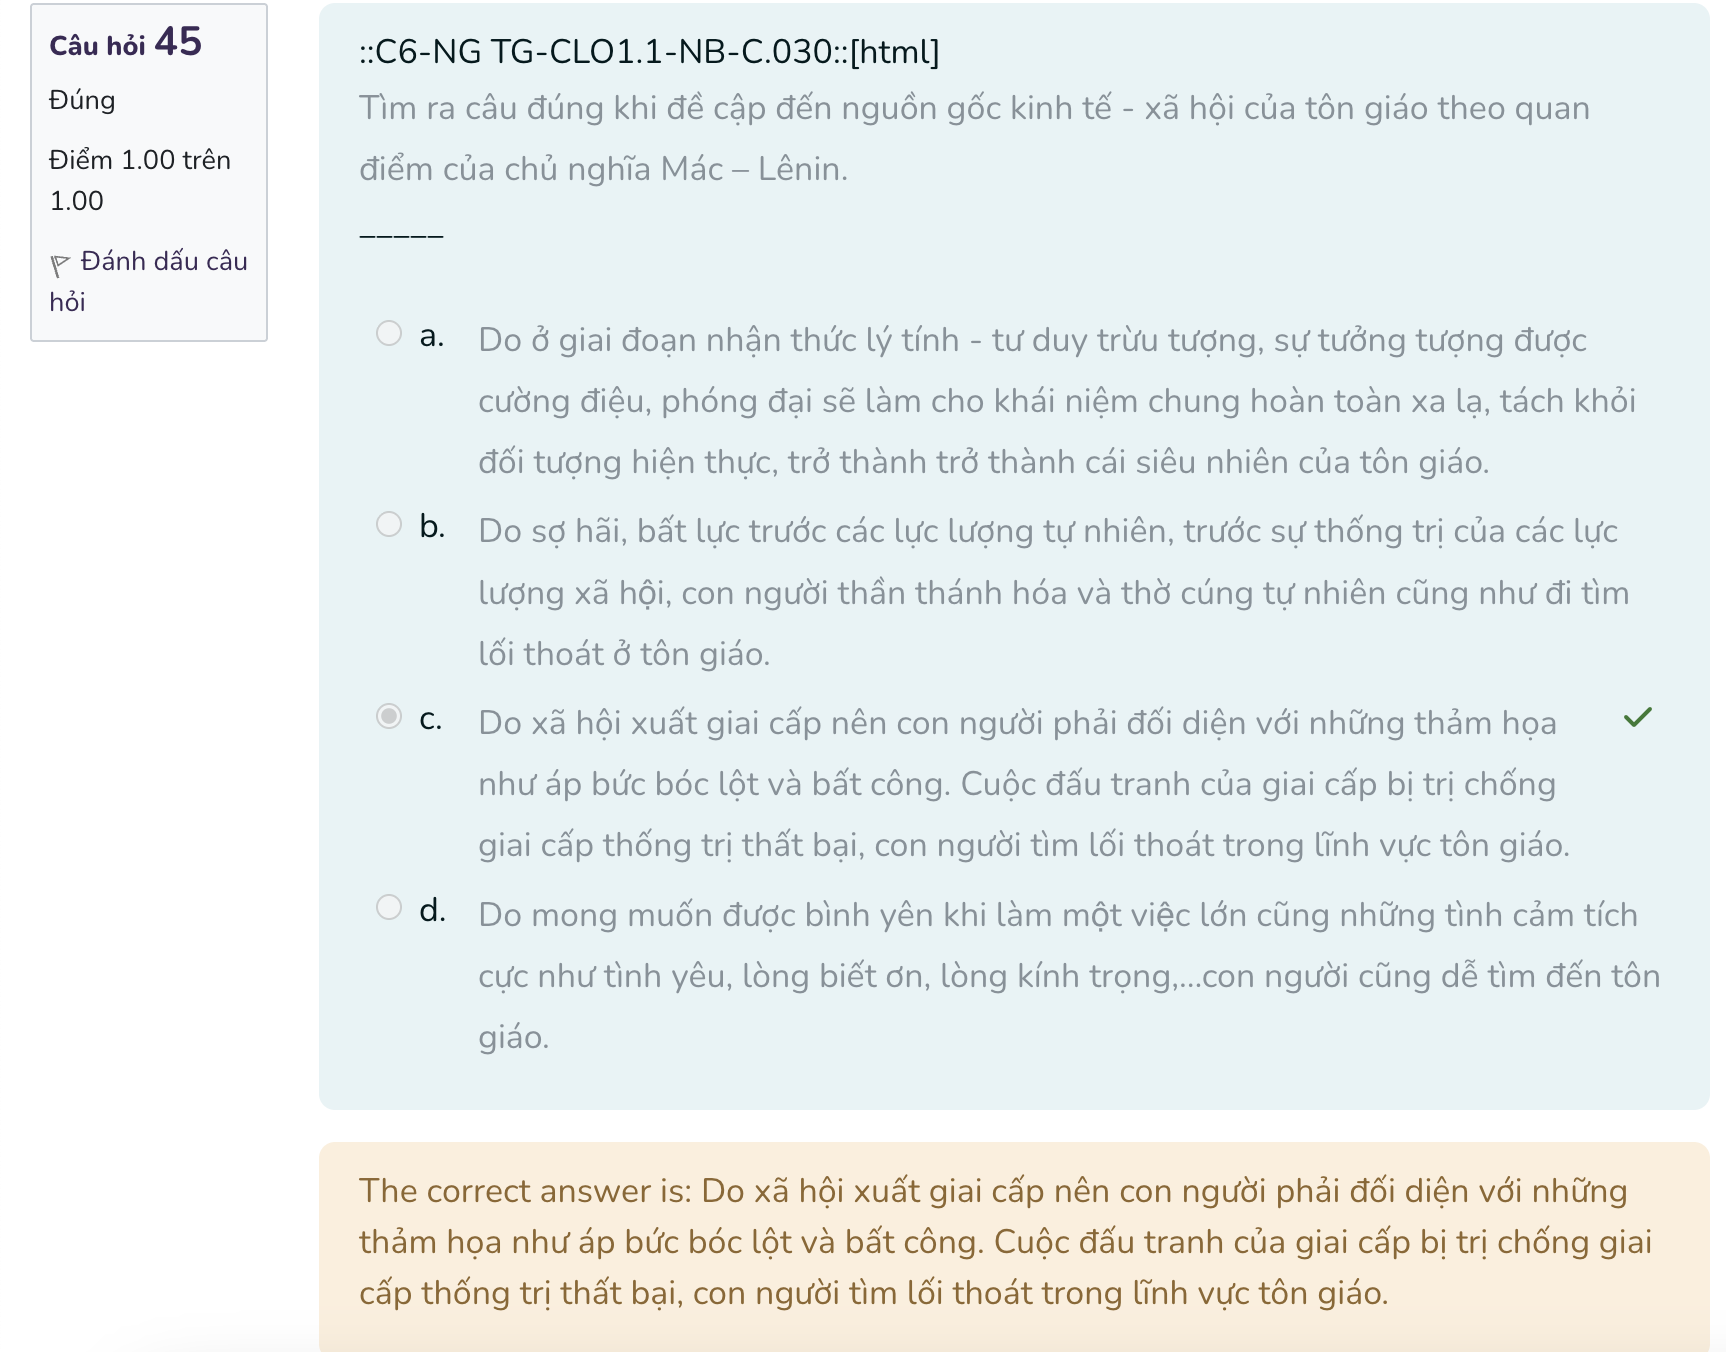 Câu hỏi 45
Đúng
Điểm 1.00 trên
1.00
Đánh dấu câu
hỏi
::C6-NG TG-CLO1.1-NB-C.030::[html]
Tìm ra câu đúng khi đề cập đến nguồn gốc kinh tế - xã hội của tôn giáo theo quan
điểm của chủ nghĩa Mác – Lênin.
_____
a. Do ở giai đoạn nhận thức lý tính - tư duy trừu tượng, sự tưởng tượng được
cường điệu, phóng đại sẽ làm cho khái niệm chung hoàn toàn xa lạ, tách khỏi
đối tượng hiện thực, trở thành trở thành cái siêu nhiên của tôn giáo.
b. Do sợ hãi, bất lực trước các lực lượng tự nhiên, trước sự thống trị của các lực
lượng xã hội, con người thần thánh hóa và thờ cúng tự nhiên cũng như đi tìm
lối thoát ở tôn giáo.
c. Do xã hội xuất giai cấp nên con người phải đối diện với những thảm họa
như áp bức bóc lột và bất công. Cuộc đấu tranh của giai cấp bị trị chống
giai cấp thống trị thất bại, con người tìm lối thoát trong lĩnh vực tôn giáo.
d. Do mong muốn được bình yên khi làm một việc lớn cũng những tình cảm tích
cực như tình yêu, lòng biết ơn, lòng kính trọng,...con người cũng dễ tìm đến tôn
giáo.
The correct answer is: Do xã hội xuất giai cấp nên con người phải đối diện với những
thảm họa như áp bức bóc lột và bất công. Cuộc đấu tranh của giai cấp bị trị chống giai
cấp thống trị thất bại, con người tìm lối thoát trong lĩnh vực tôn giáo.